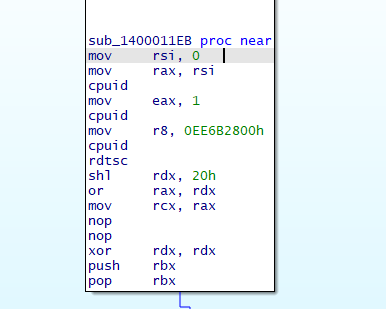 sub_1400011EB proc near
mov rsi, 0
mov rax, rsi
cpuid
mov eax, 1
cpuid
mov r8, 0EE6B2800h
cpuid
rdtsc
shl rdx, 20h
or rax, rdx
mov rcx, rax
nop
nop
xor rdx, rdx
push rbx
pop rbx